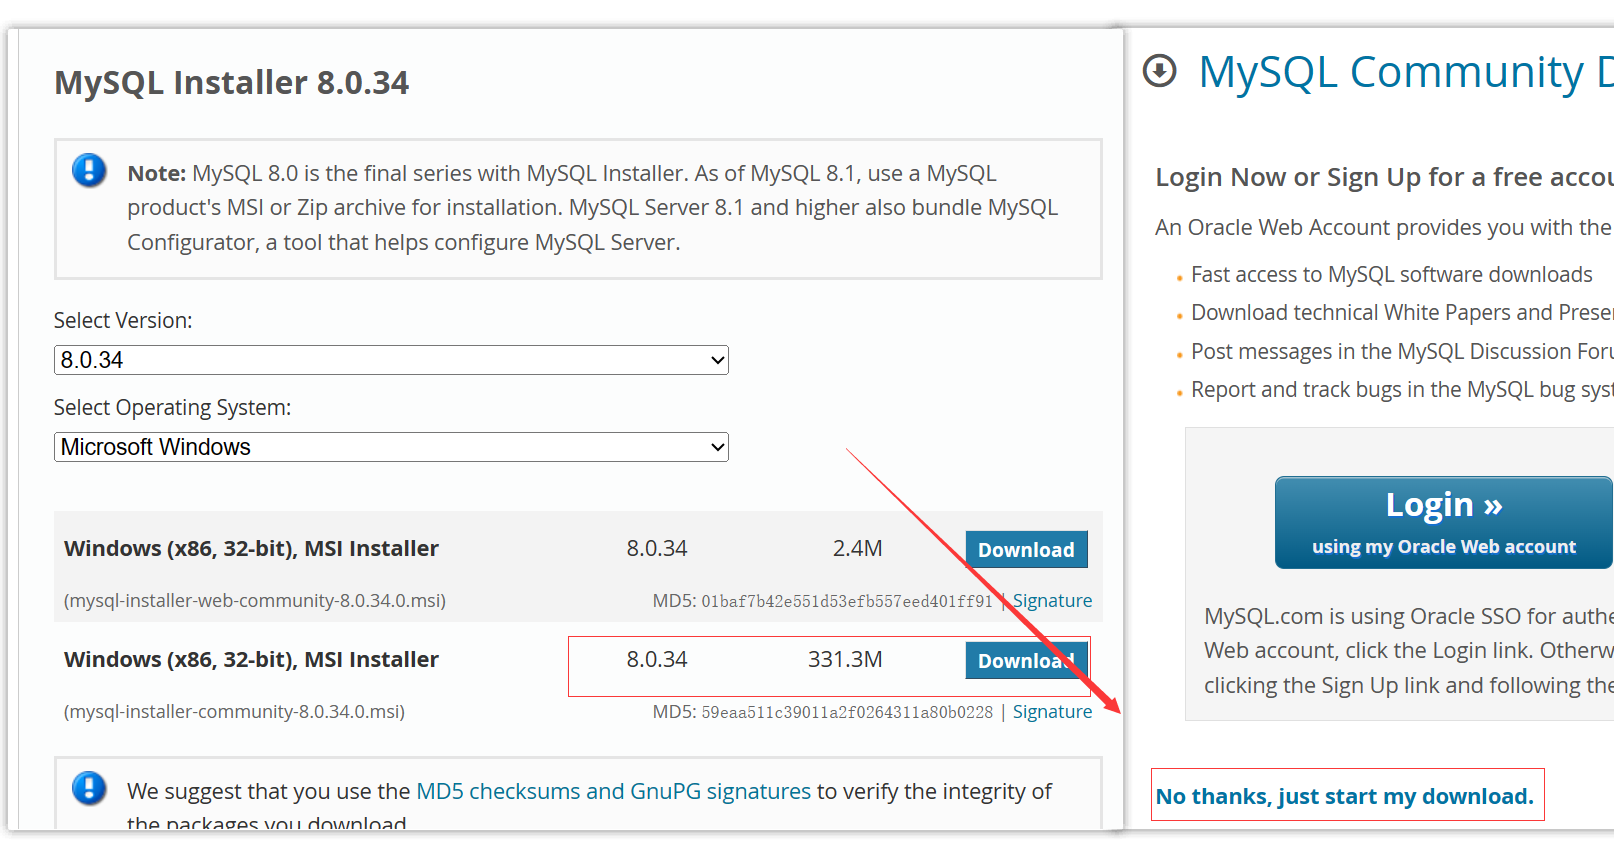 MySQL Installer 8.0.34
Note: MySQL 8.0 is the final series with MySQL Installer. As of MySQL 8.1, use a MySQL
product's MSI or Zip archive for installation. MySQL Server 8.1 and higher also bundle MySQL
Configurator, a tool that helps configure MySQL Server.
Select Version:
8.0.34
Select Operating System:
Microsoft Windows
Windows (x86, 32-bit), MSI Installer 8.0.34 2.4M Download
(mysql-installer-web-community-8.0.34.0.msi) MD5: 01baf7b42e551d53efb557eed401ff91 | Signature
Windows (x86, 32-bit), MSI Installer 8.0.34 331.3M Download
(mysql-installer-community-8.0.34.0.msi) MD5: 59eaa511c39011a2f0264311a80b0228 | Signature
We suggest that you use the MD5 checksums and GnuPG signatures to verify the integrity of
the packages you download.
MySQL Community D
Login Now or Sign Up for a free accou
An Oracle Web Account provides you with the
Fast access to MySQL software downloads
Download technical White Papers and Prese
Post messages in the MySQL Discussion Foru
Report and track bugs in the MySQL bug syst
Login »
using my Oracle Web account
MySQL.com is using Oracle SSO for authe
Web account, click the Login link. Otherw
clicking the Sign Up link and following the
No thanks, just start my download.